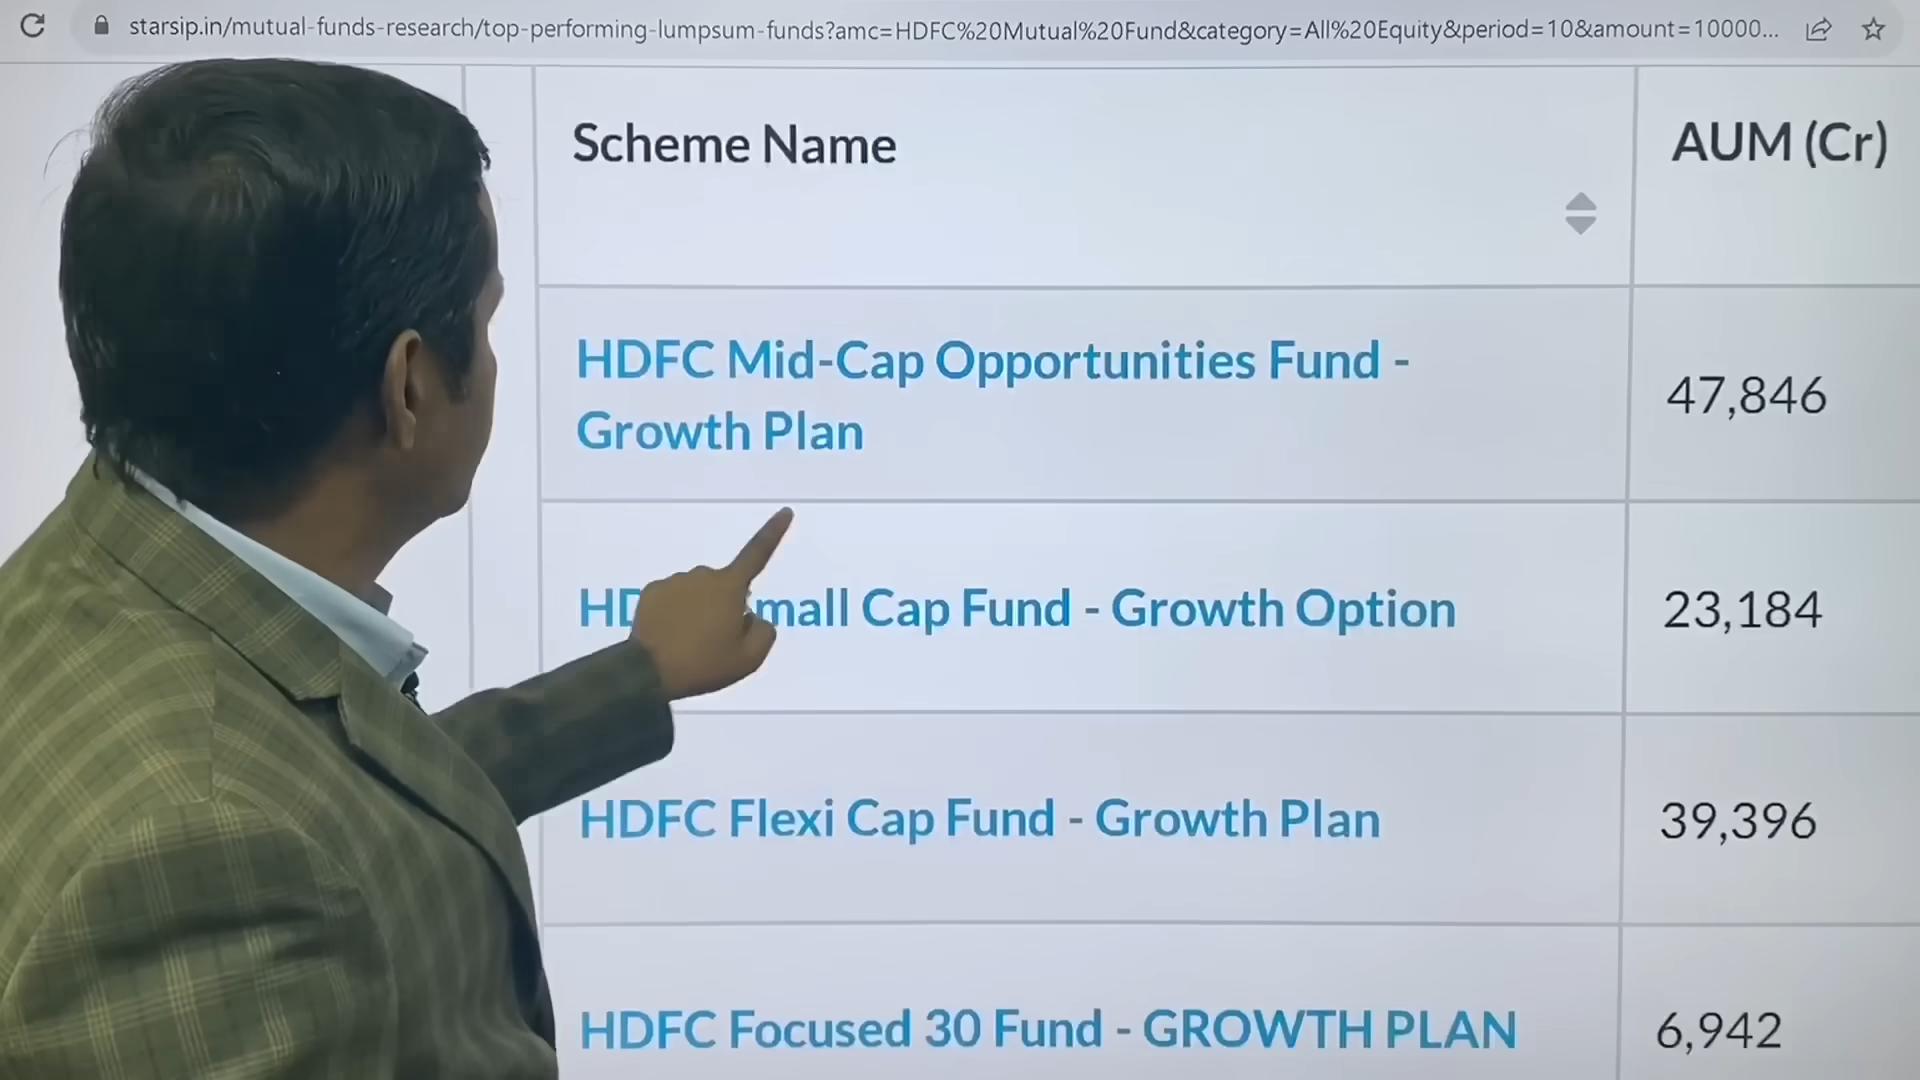 starsip.in/mutual-funds-research/top-performing-lumpsum-funds?amc=HDFC%20Mutual%20Fund&category=All%20Equity&period=10&amount=10000...
Scheme Name
AUM (Cr)
HDFC Mid-Cap Opportunities Fund -
Growth Plan
47,846
mall Cap Fund - Growth Option
23,184
HDFC Flexi Cap Fund - Growth Plan
39,396
HDFC Focused 30 Fund - GROWTH PLAN
6,942